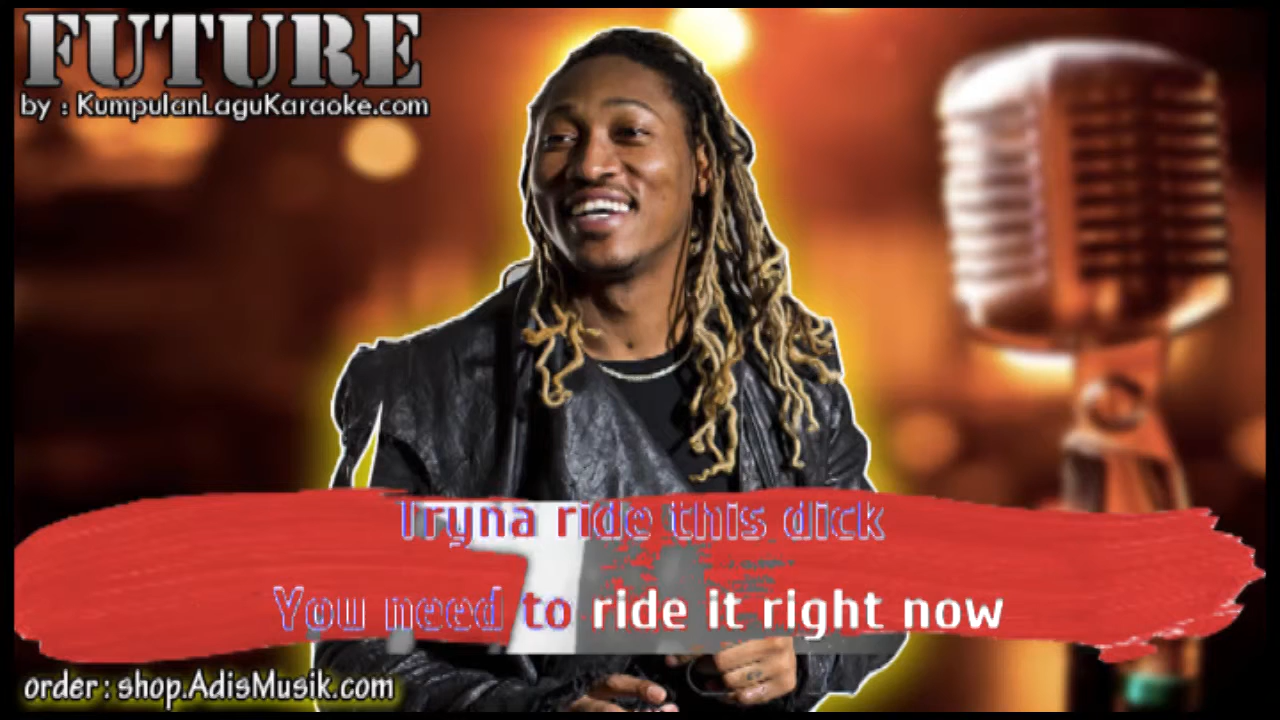 FUTURE
by : KumpulanLaguKaraoke.com
Tryna ride this dick
You need to ride it right now
order : shop.AdisMusik.com